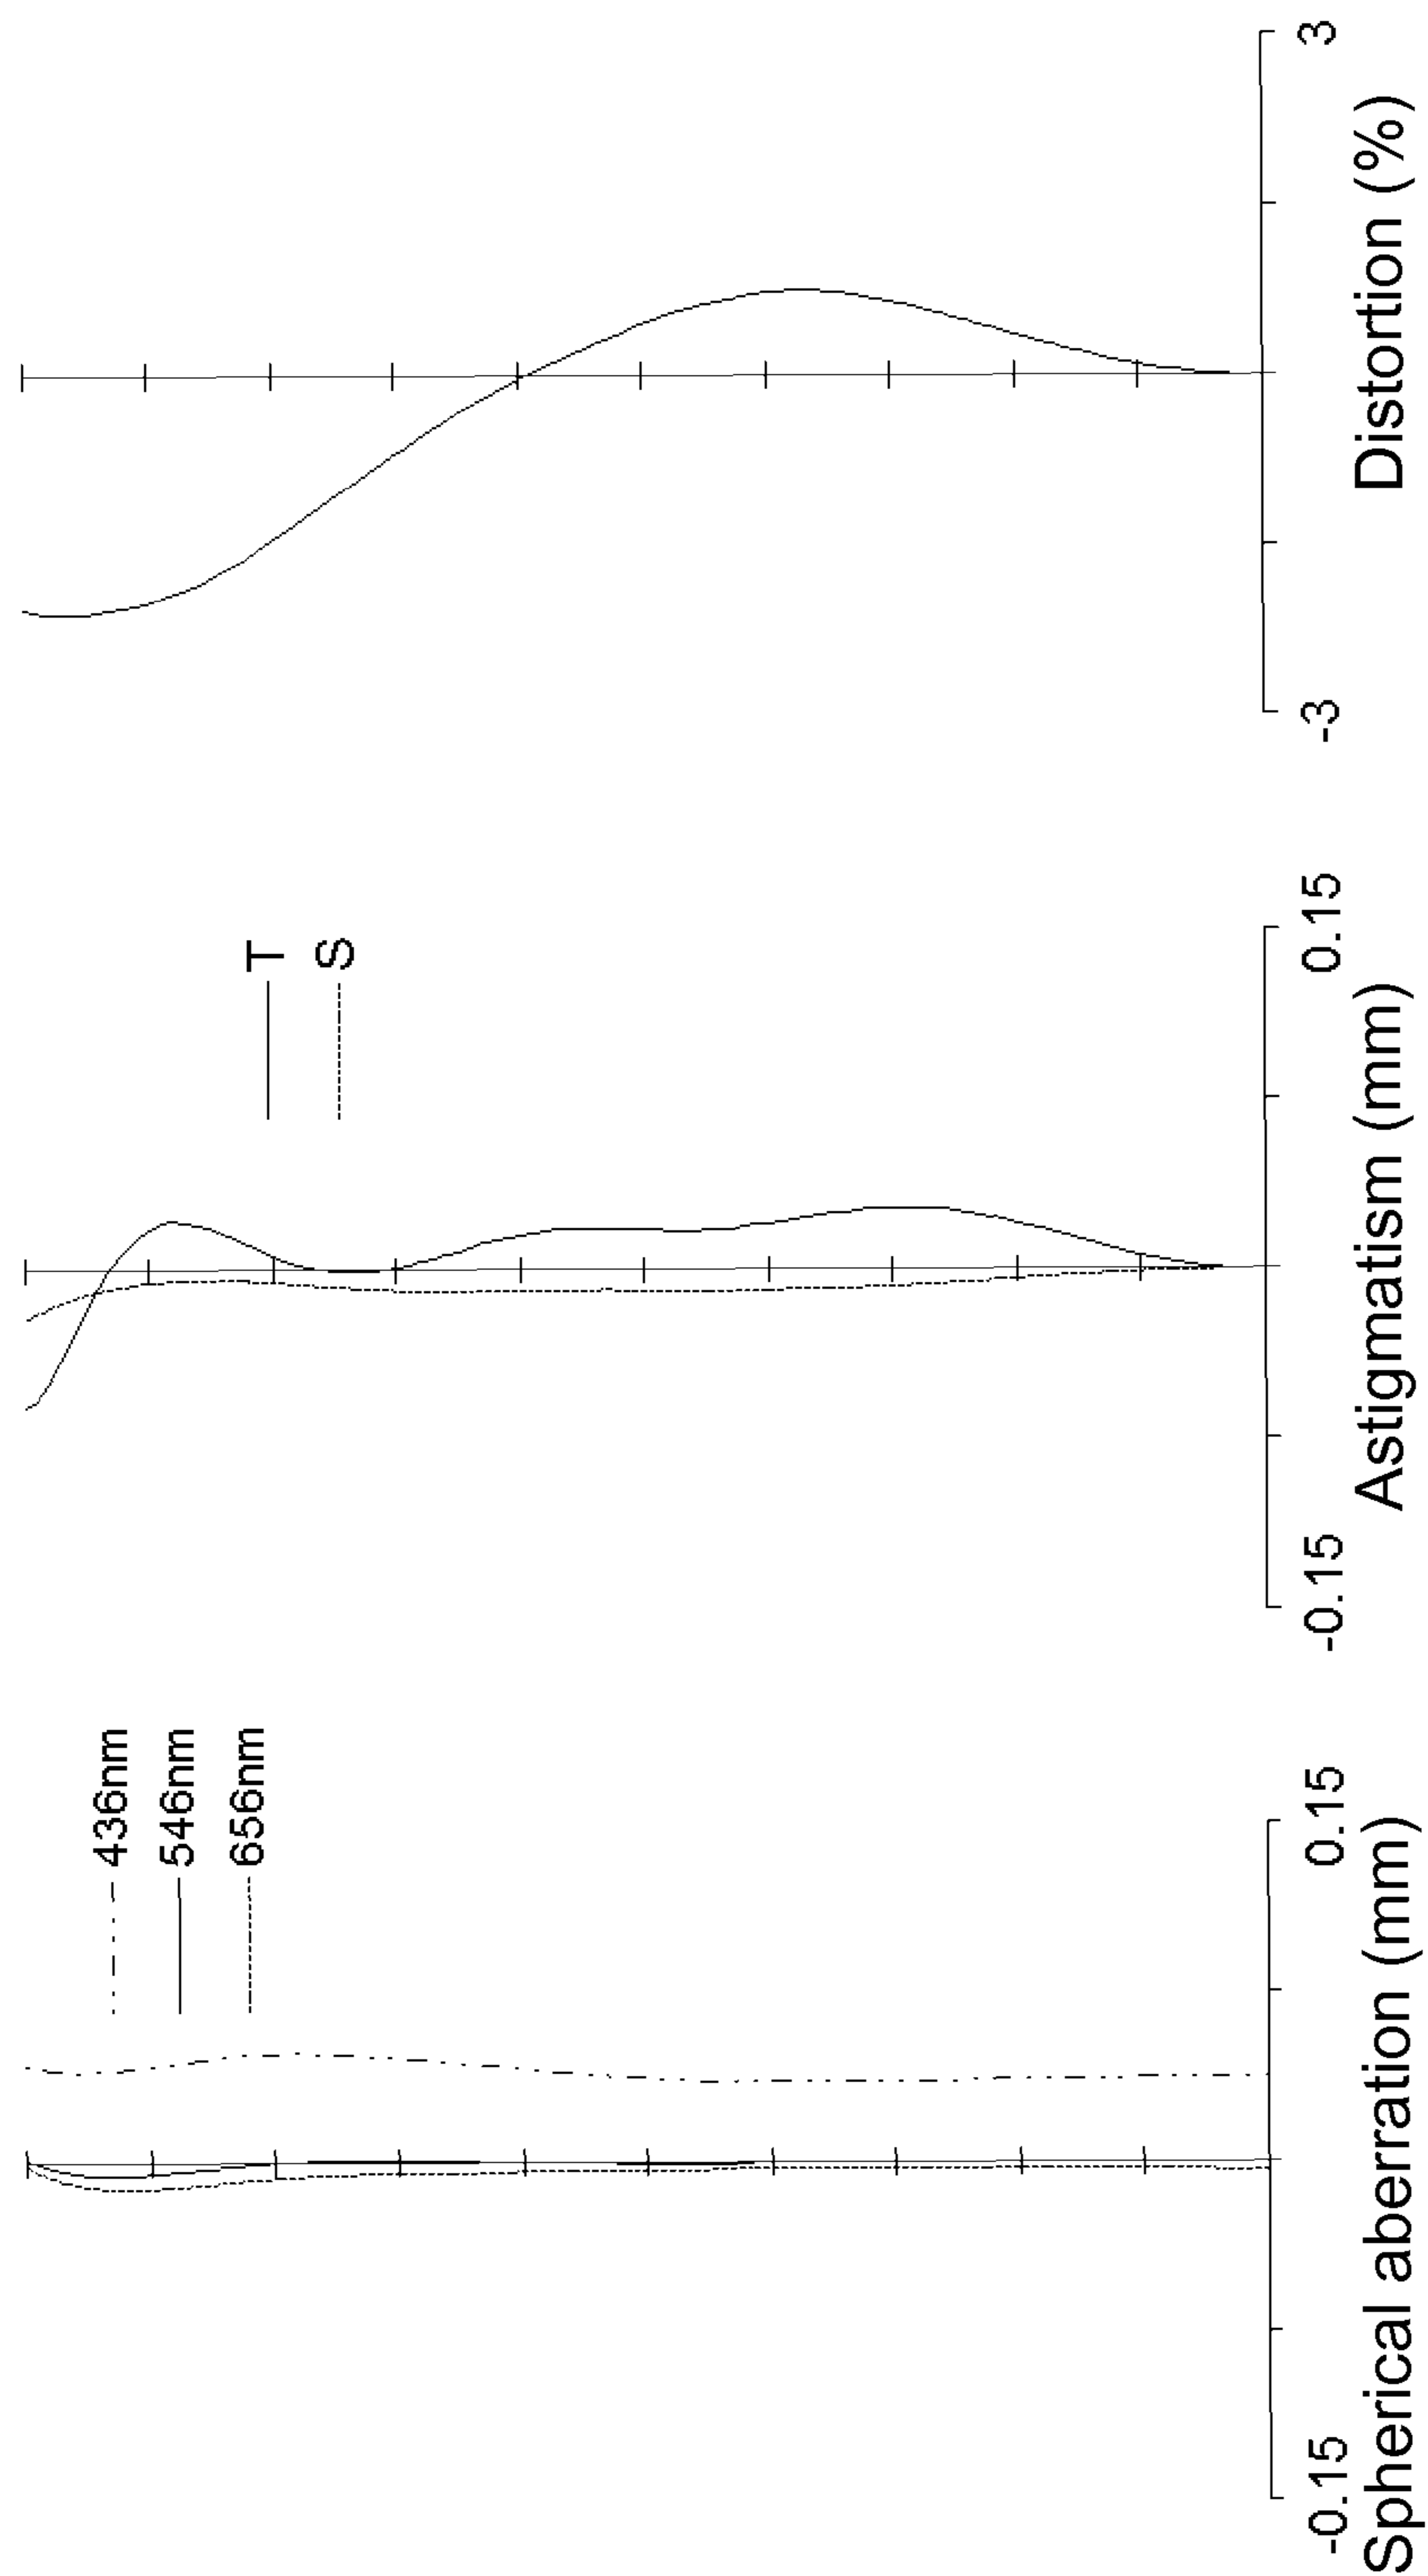 436nm
546nm
656nm
-0.15
0.15
Spherical aberration (mm)
T
S
-0.15
0.15
Astigmatism (mm)
-3
3
Distortion (%)